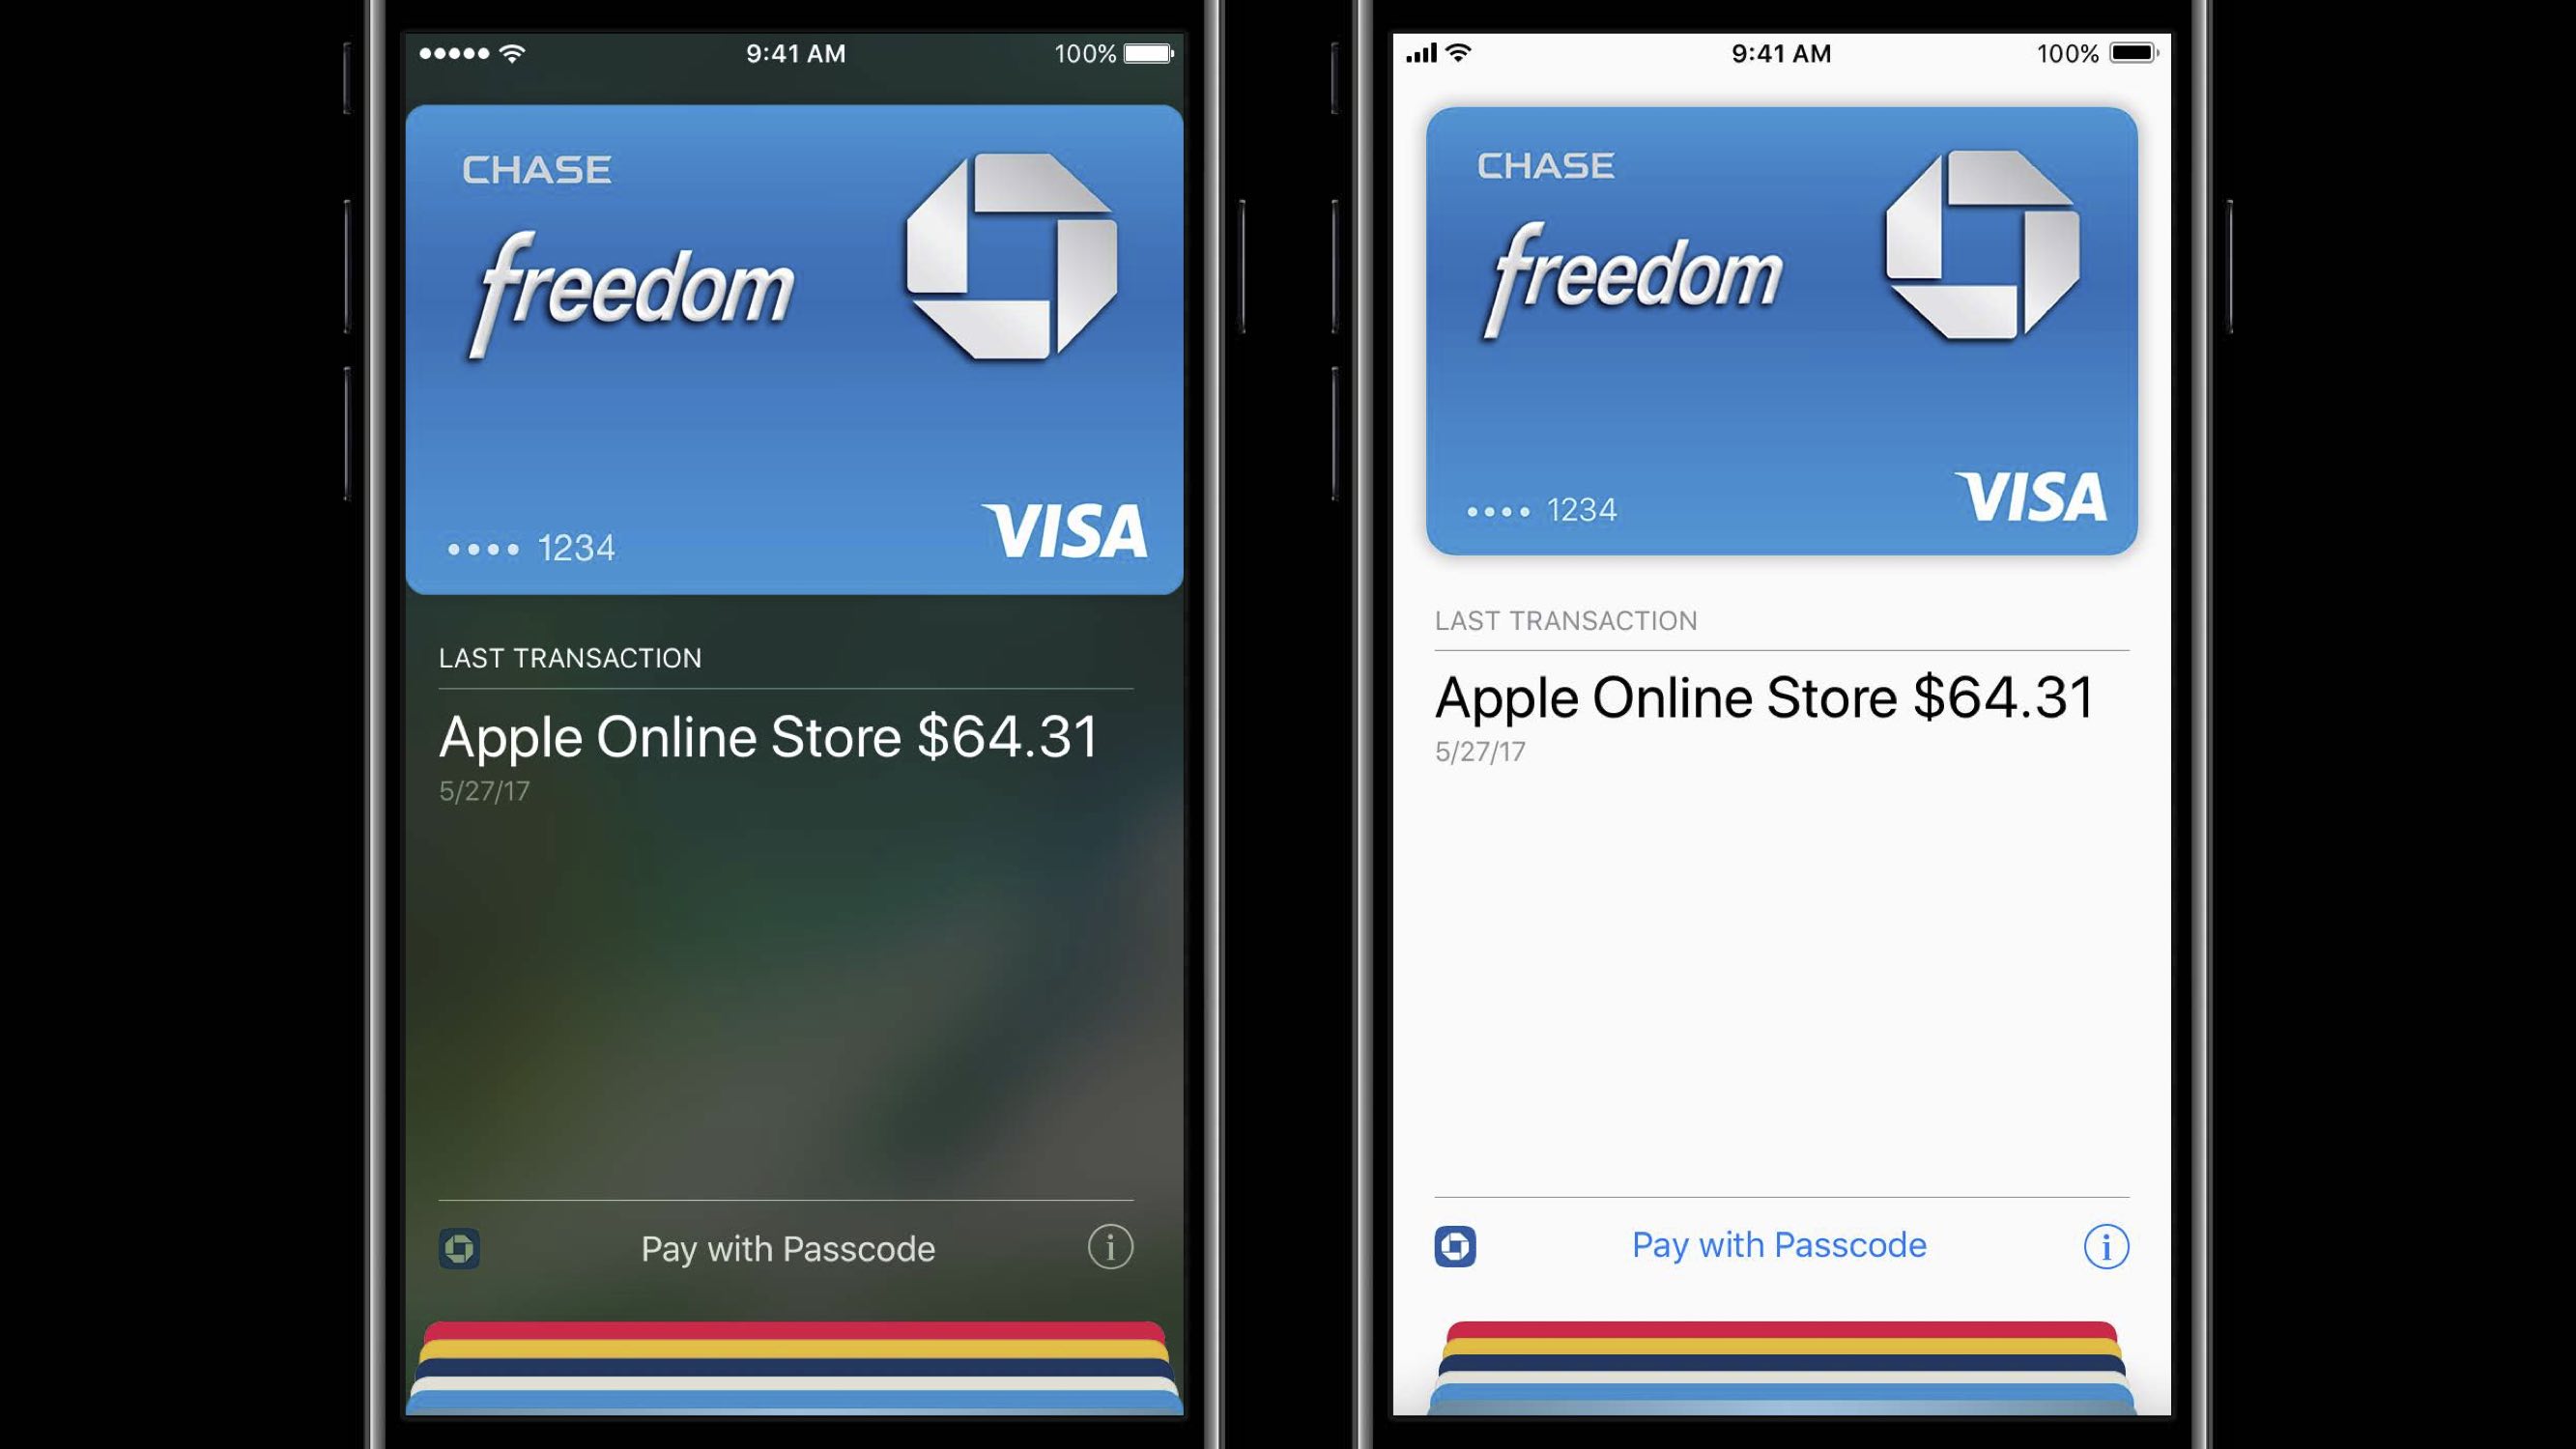 9:41 AM
100%
CHASE
freedom
•••• 1234
VISA
LAST TRANSACTION
Apple Online Store $64.31
5/27/17
Pay with Passcode
i
9:41 AM
100%
CHASE
freedom
•••• 1234
VISA
LAST TRANSACTION
Apple Online Store $64.31
5/27/17
Pay with Passcode
i